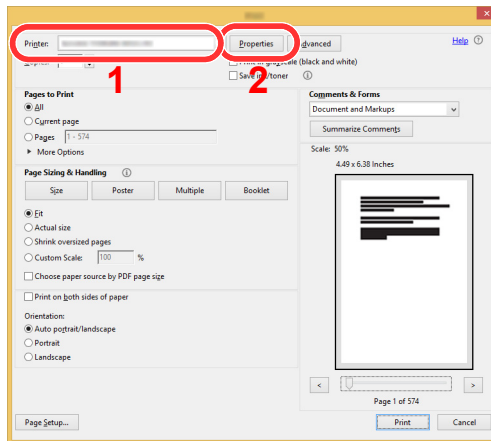 Printer:
Properties
Advanced
Help
Print in grayscale (black and white)
Save ink/toner
1
2
Pages to Print
All
Current page
Pages
1 - 574
More Options
Comments & Forms
Document and Markups
Summarize Comments
Scale: 50%
4.49 x 6.38 Inches
Page Sizing & Handling
Size
Poster
Multiple
Booklet
Fit
Actual size
Shrink oversized pages
Custom Scale:
100
%
Choose paper source by PDF page size
Print on both sides of paper
Orientation:
Auto portrait/landscape
Portrait
Landscape
<
>
Page 1 of 574
Page Setup...
Print
Cancel